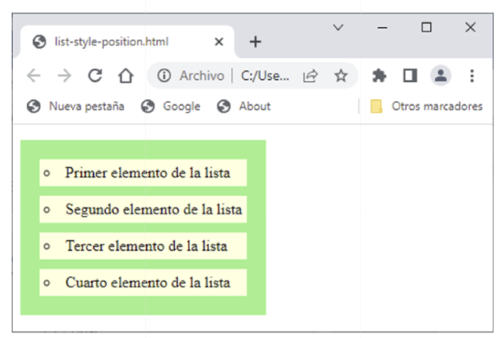 list-style-position.html
Archivo | C:/Use...
Nueva pestaña Google About Otros marcadores
Primer elemento de la lista
Segundo elemento de la lista
Tercer elemento de la lista
Cuarto elemento de la lista